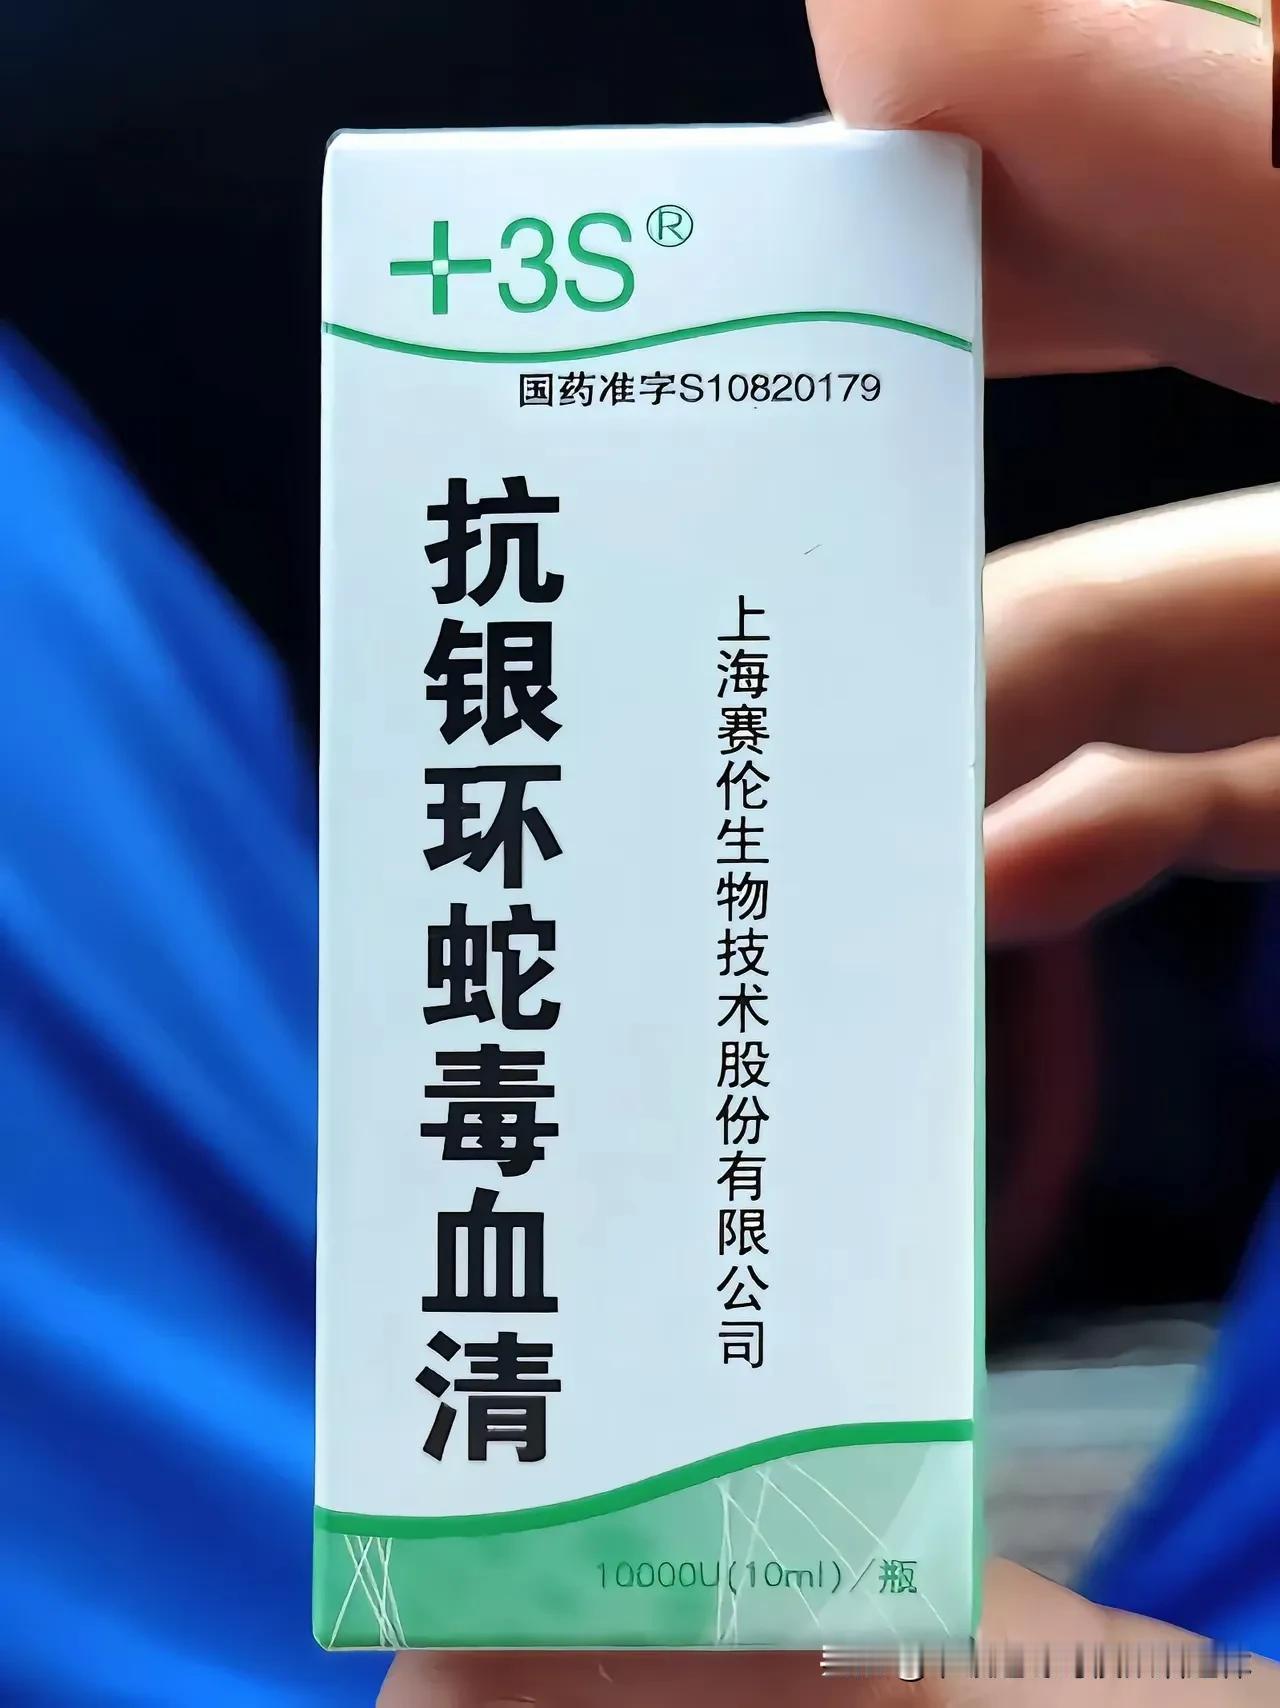 +3S®
国药准字S10820179
抗银环蛇毒血清
上海赛伦生物技术股份有限公司
10000U(10ml)/瓶